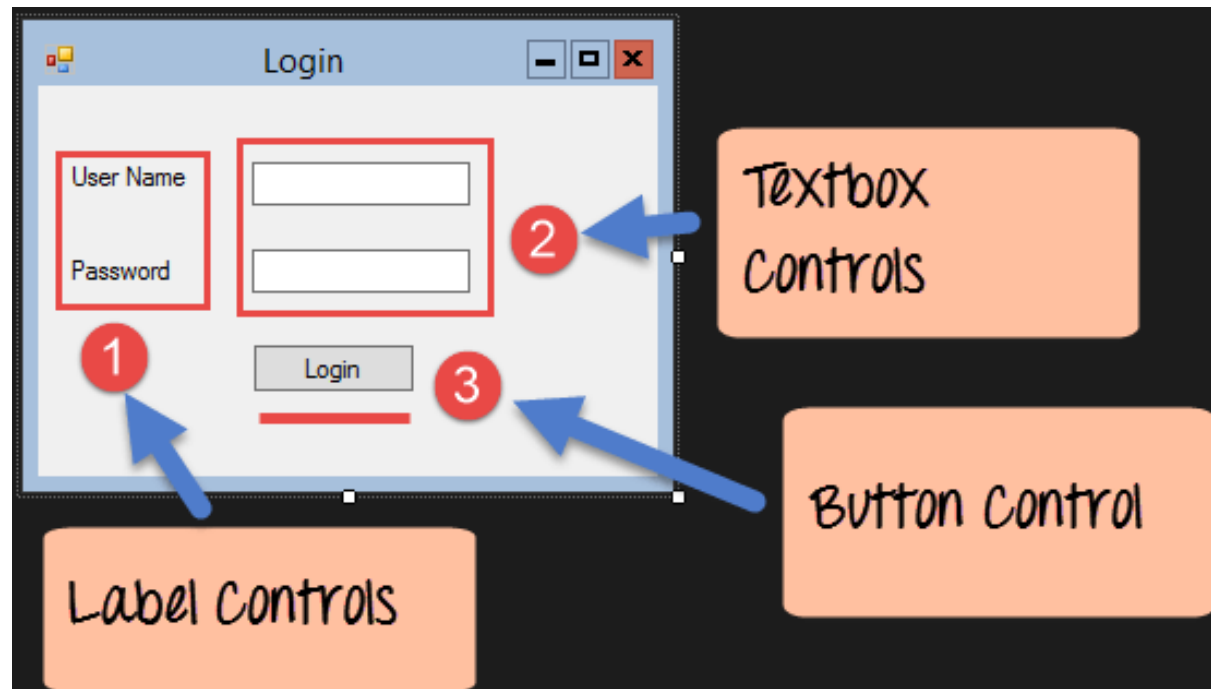 Login
User Name
Password
Login
1
2
3
Textbox
Controls
Button Control
Label Controls